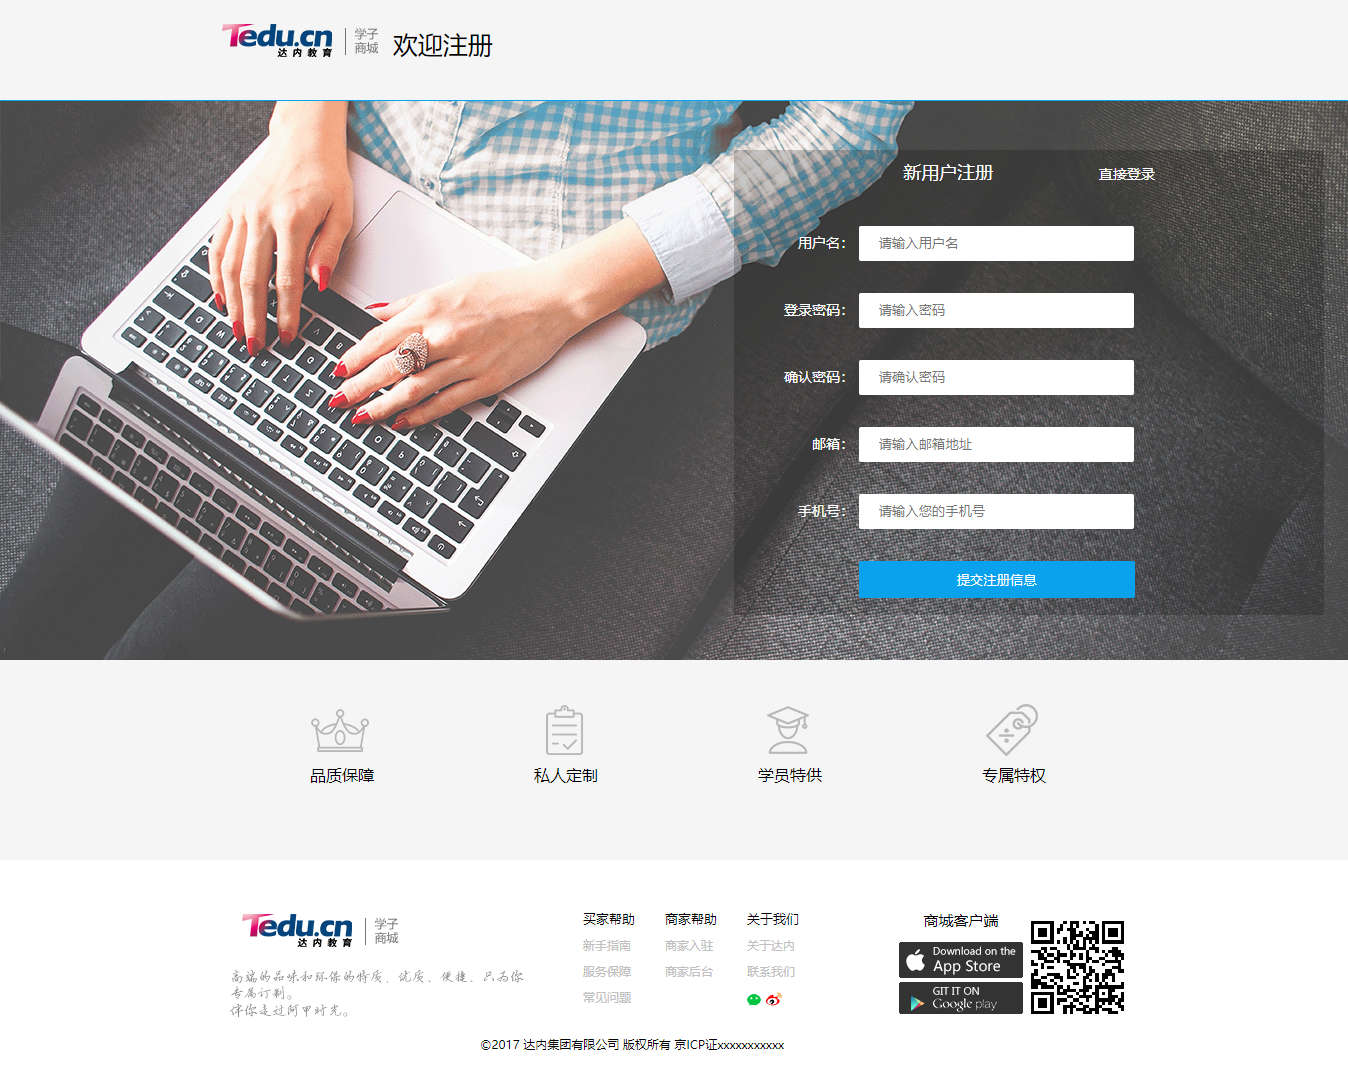 Tedu.cn
达内教育
学子
商城
欢迎注册
新用户注册
直接登录
用户名：
请输入用户名
登录密码：
请输入密码
确认密码：
请确认密码
邮箱：
请输入邮箱地址
手机号：
请输入您的手机号
提交注册信息
品质保障
私人定制
学员特供
专属特权
Tedu.cn
达内教育
学子
商城
高端的品味和环保的特质，优质、便捷、只为你
专属订制。
伴你走过阿甲时光。
买家帮助
新手指南
服务保障
常见问题
商家帮助
商家入驻
商家后台
关于我们
关于达内
联系我们
商城客户端
Download on the
App Store
GIT IT ON
Google play
©2017 达内集团有限公司 版权所有 京ICP证xxxxxxxxxxx